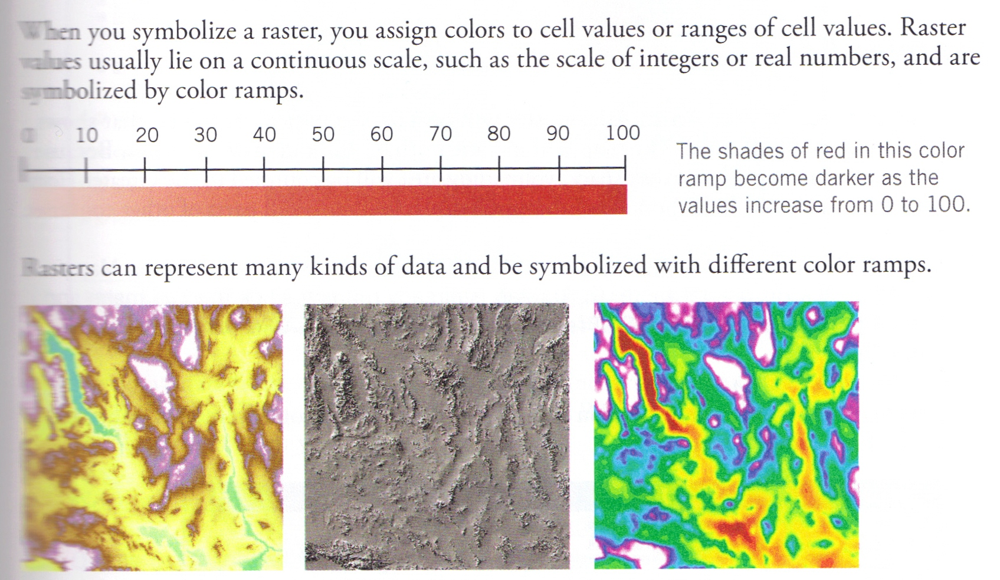 When you symbolize a raster, you assign colors to cell values or ranges of cell values. Raster
values usually lie on a continuous scale, such as the scale of integers or real numbers, and are
symbolized by color ramps.
0 10 20 30 40 50 60 70 80 90 100
The shades of red in this color
ramp become darker as the
values increase from 0 to 100.
Rasters can represent many kinds of data and be symbolized with different color ramps.